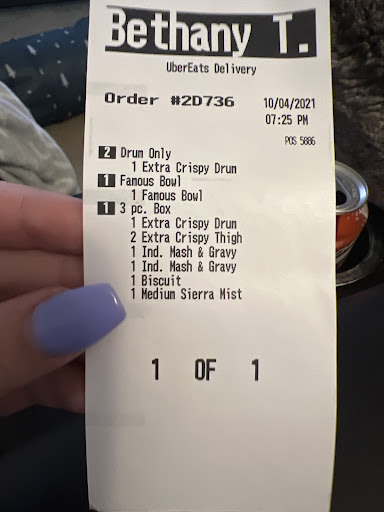 Bethany T.
UberEats Delivery
Order #2D736 10/04/2021
07:25 PM
POS 5886
2 Drum Only
1 Extra Crispy Drum
1 Famous Bowl
1 Famous Bowl
1 3 pc. Box
1 Extra Crispy Drum
2 Extra Crispy Thigh
1 Ind. Mash & Gravy
1 Ind. Mash & Gravy
1 Biscuit
1 Medium Sierra Mist
1 OF 1